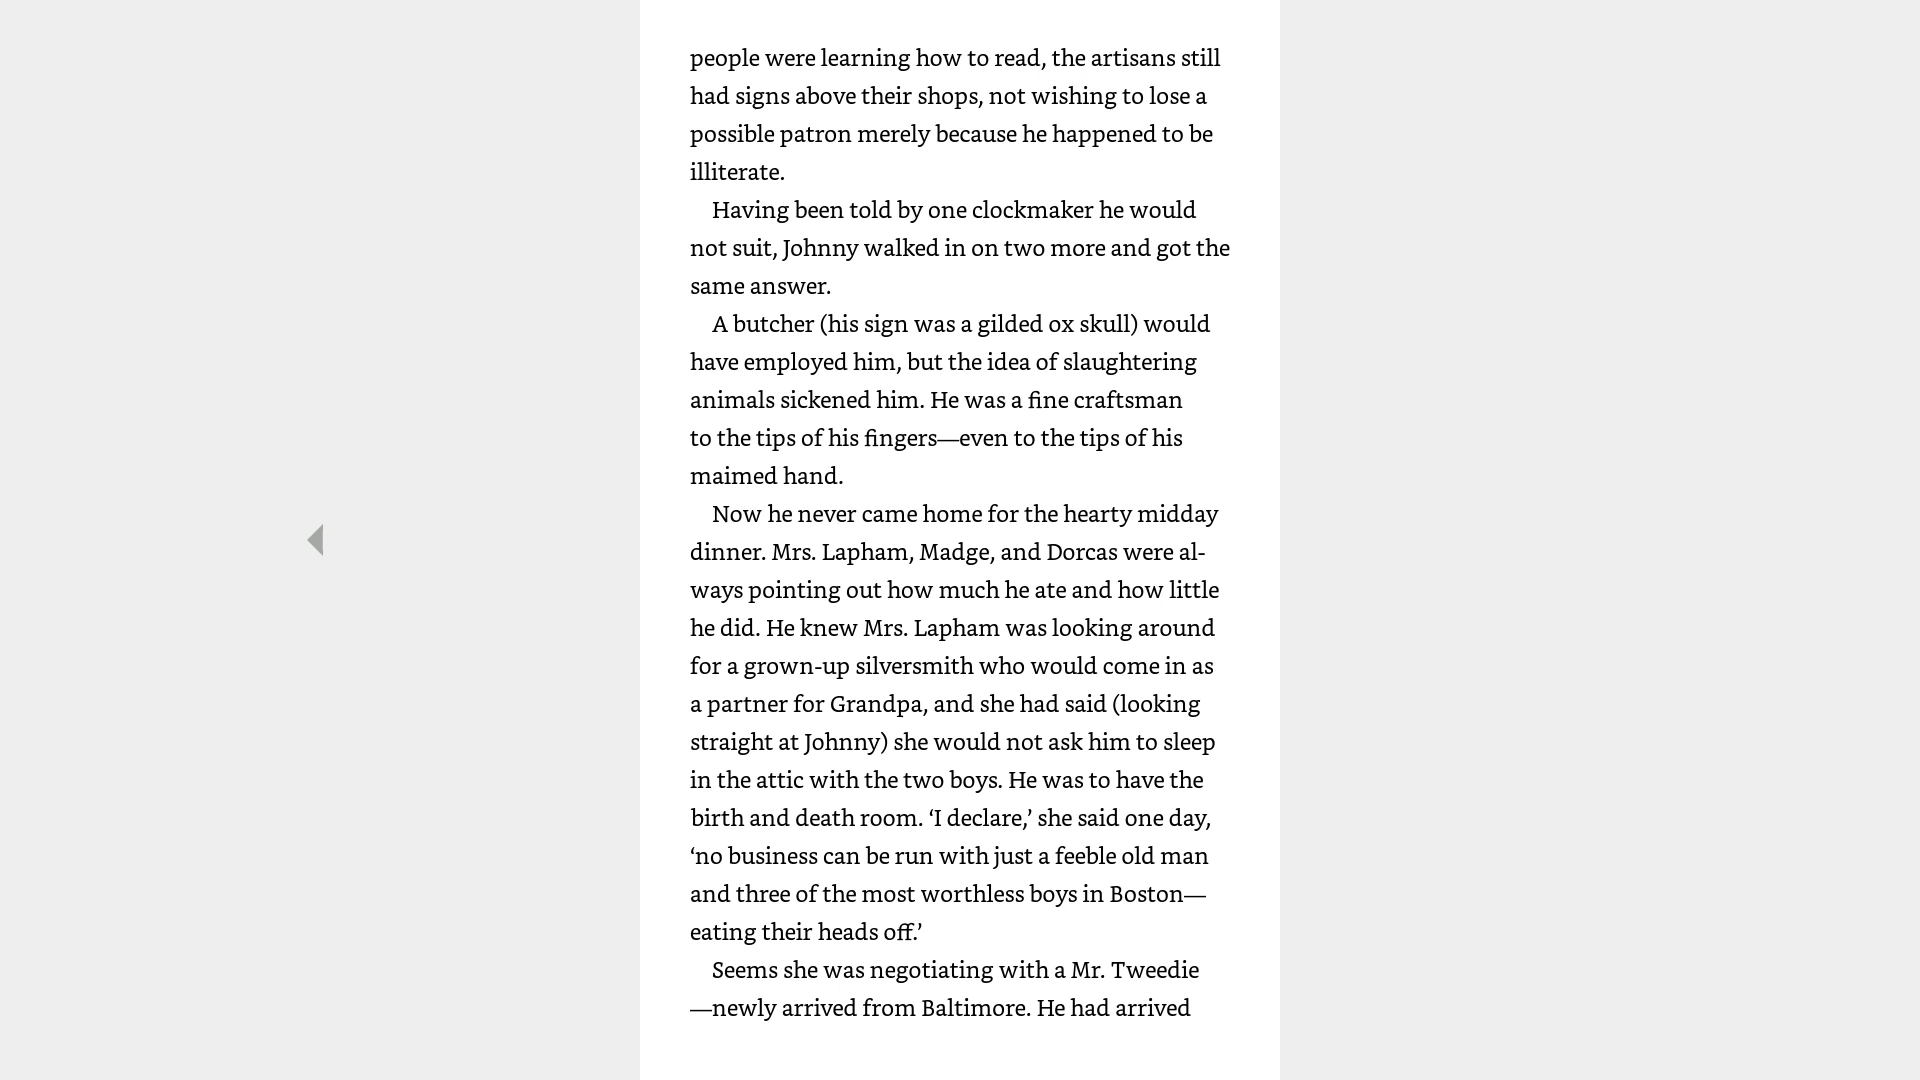 people were learning how to read, the artisans still
had signs above their shops, not wishing to lose a
possible patron merely because he happened to be
illiterate.
Having been told by one clockmaker he would
not suit, Johnny walked in on two more and got the
same answer.
A butcher (his sign was a gilded ox skull) would
have employed him, but the idea of slaughtering
animals sickened him. He was a fine craftsman
to the tips of his fingers—even to the tips of his
maimed hand.
Now he never came home for the hearty midday
dinner. Mrs. Lapham, Madge, and Dorcas were al-
ways pointing out how much he ate and how little
he did. He knew Mrs. Lapham was looking around
for a grown-up silversmith who would come in as
a partner for Grandpa, and she had said (looking
straight at Johnny) she would not ask him to sleep
in the attic with the two boys. He was to have the
birth and death room. ‘I declare,’ she said one day,
‘no business can be run with just a feeble old man
and three of the most worthless boys in Boston—
eating their heads off.’
Seems she was negotiating with a Mr. Tweedie
—newly arrived from Baltimore. He had arrived